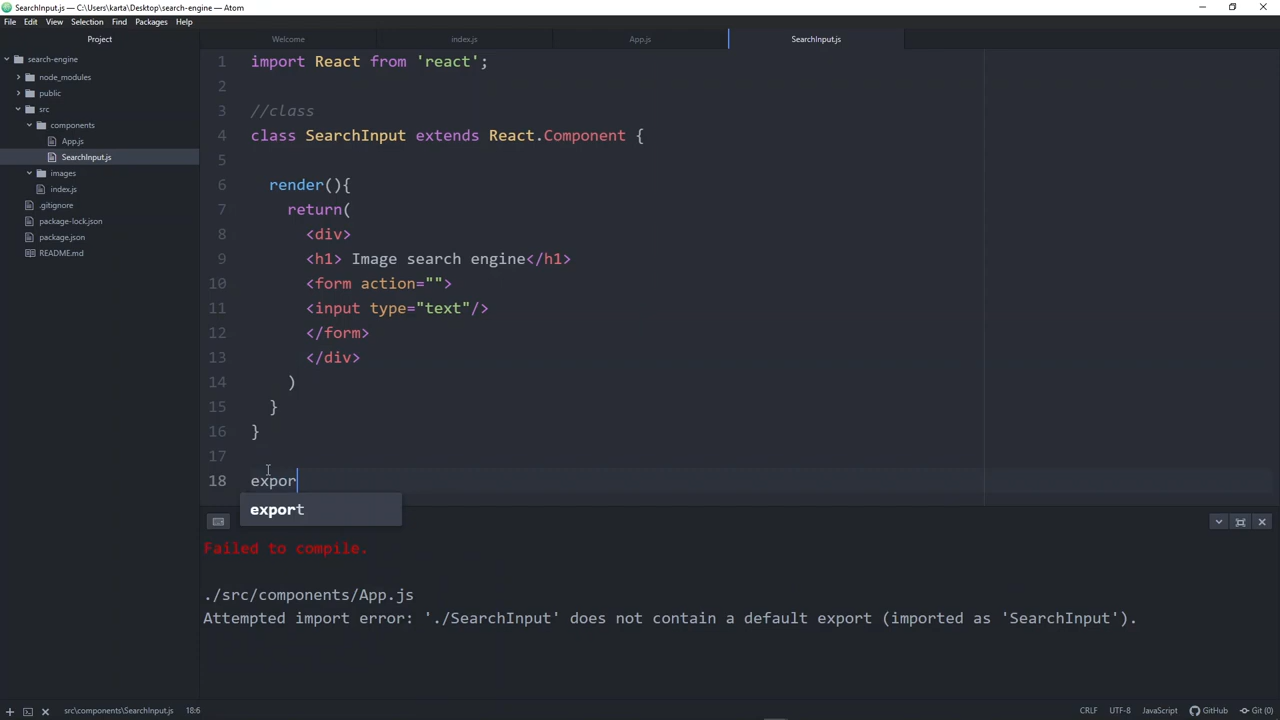 SearchInput.js — C:\Users\karta\Desktop\search-engine — Atom
File Edit View Selection Find Packages Help
Project
Welcome index.js App.js SearchInput.js
search-engine
node_modules
public
src
components
App.js
SearchInput.js
images
index.js
.gitignore
package-lock.json
package.json
README.md
1 import React from 'react';
2
3 //class
4 class SearchInput extends React.Component {
5
6 render(){
7 return(
8 <div>
9 <h1> Image search engine</h1>
10 <form action="">
11 <input type="text"/>
12 </form>
13 </div>
14 )
15 }
16 }
17
18 expor
export
Failed to compile.
./src/components/App.js
Attempted import error: './SearchInput' does not contain a default export (imported as 'SearchInput').
src\components\SearchInput.js 18:6 CRLF UTF-8 JavaScript GitHub Git (0)